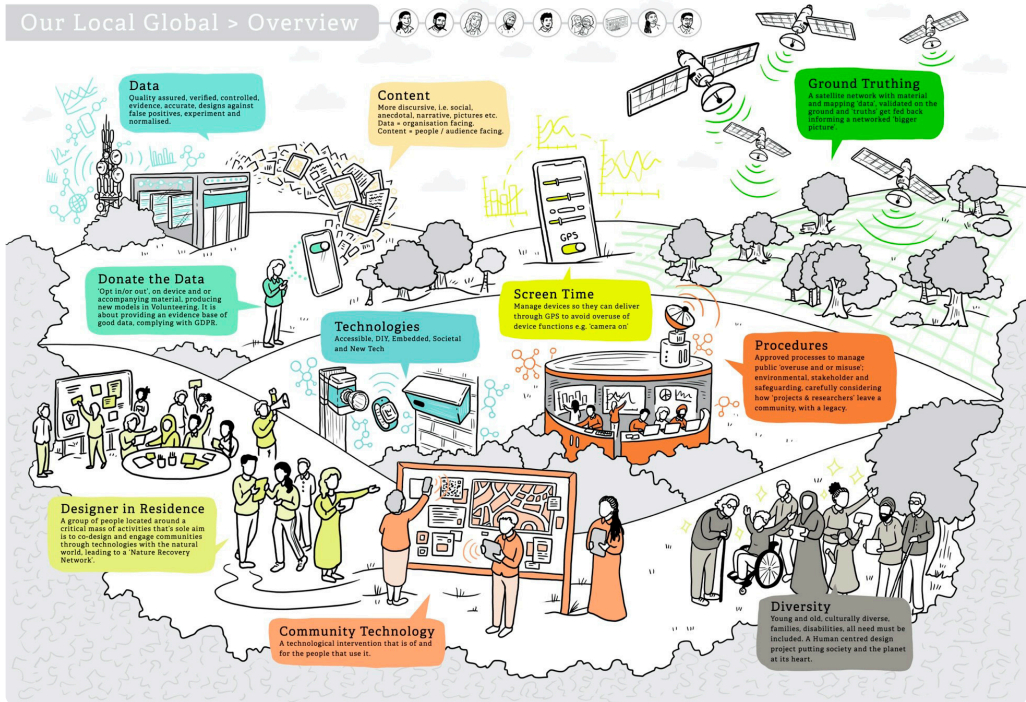 Our Local Global > Overview
Data
Quality assured, verified, controlled,
evidence, accurate, designs against
false positives, experiment and
normalised.
Content
More discursive, i.e. social,
anecdotal, narrative, pictures etc.
Data = organisation facing.
Content = people / audience facing.
Ground Truthing
A satellite network with material
and mapping 'data', validated on the
ground and 'truths' get fed back
informing a networked 'bigger
picture'.
GPS
Donate the Data
'Opt in/or out', on device and or
accompanying material, producing
new models in Volunteering. It is
about providing an evidence base of
good data, complying with GDPR.
Screen Time
Manage devices so they can deliver
through GPS to avoid overuse of
device functions e.g. 'camera on'
Technologies
Accessible, DIY, Embedded, Societal
and New Tech
Procedures
Approved processes to manage
public 'overuse and or misuse';
environmental, stakeholder and
safeguarding, carefully considering
how 'projects & researchers' leave a
community, with a legacy.
Designer in Residence
A group of people located around a
critical mass of activities that's sole aim
is to co-design and engage communities
through technologies with the natural
world, leading to a 'Nature Recovery
Network'.
Diversity
Young and old, culturally diverse,
families, disabilities, all need must be
included. A Human centred design
project putting society and the planet
at its heart.
Community Technology
A technological intervention that is of and
for the people that use it.